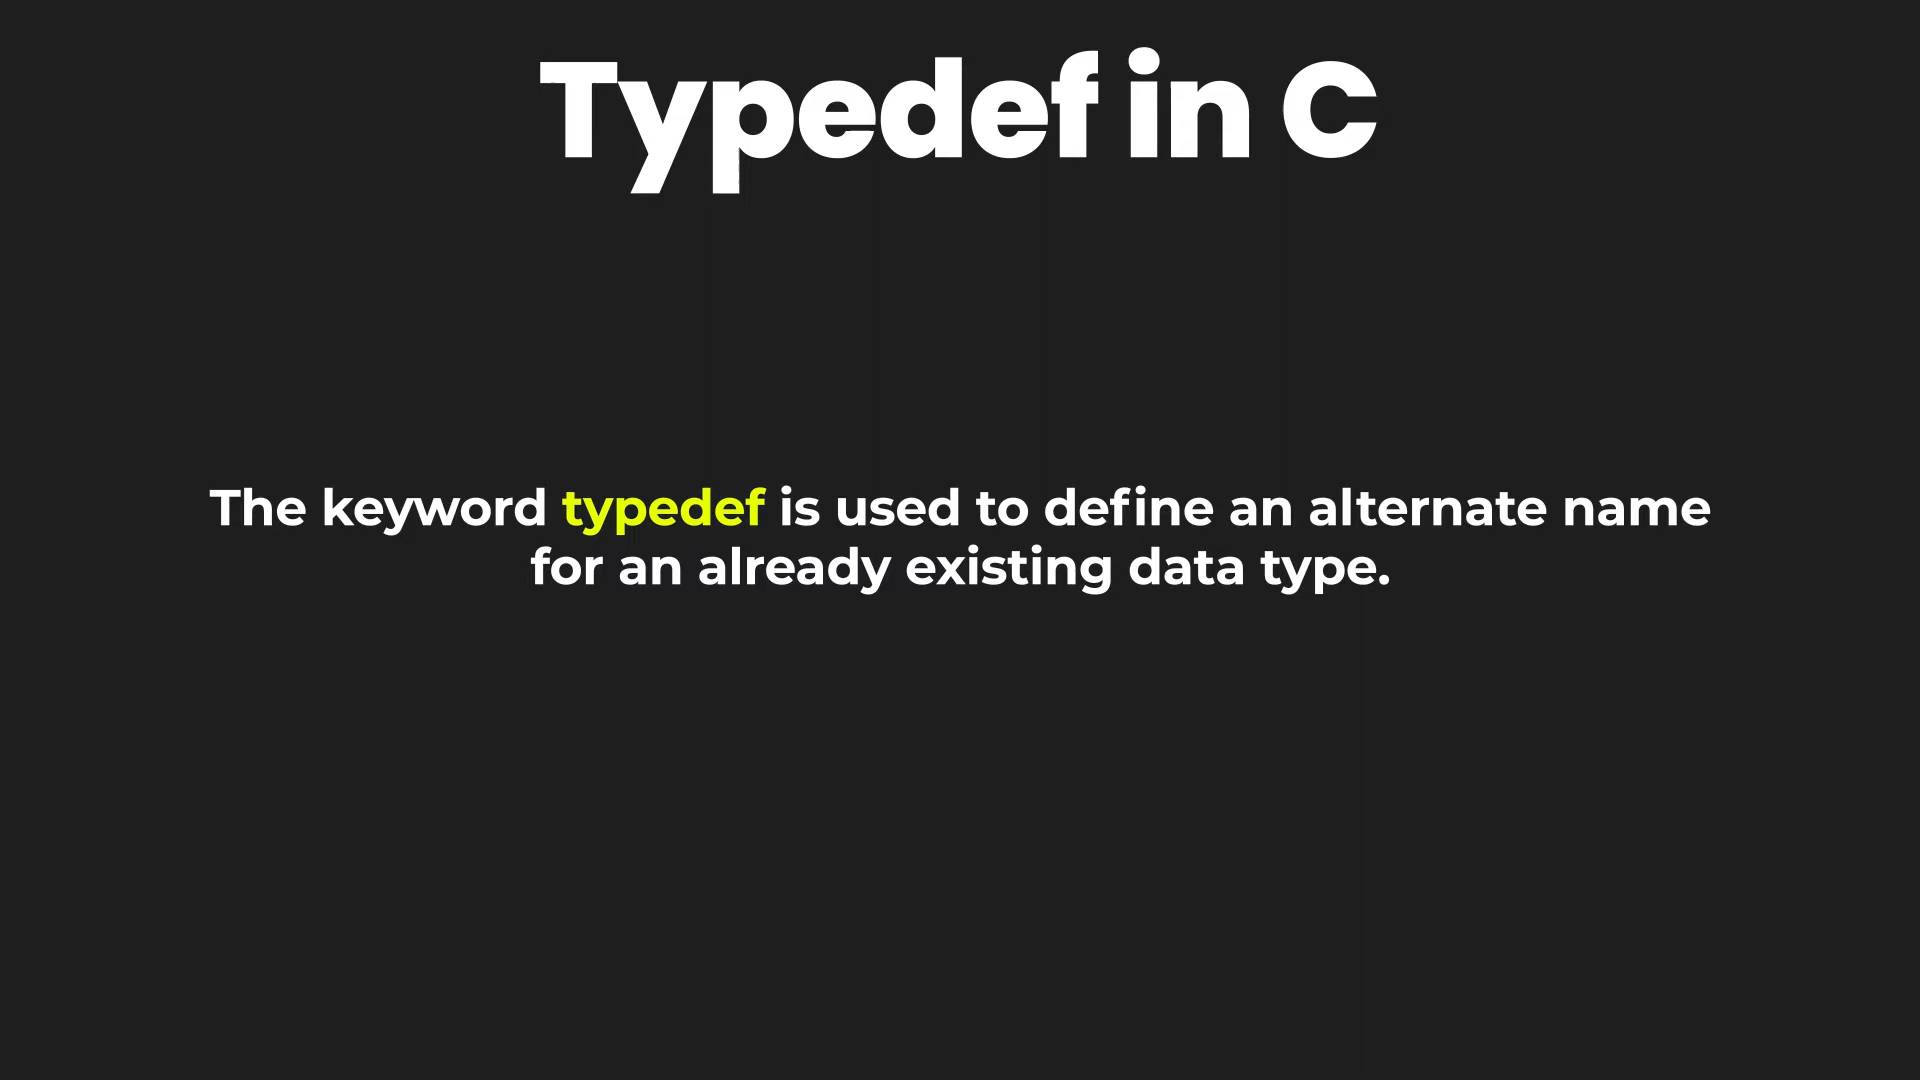 Typedef in C
The keyword typedef is used to define an alternate name
for an already existing data type.